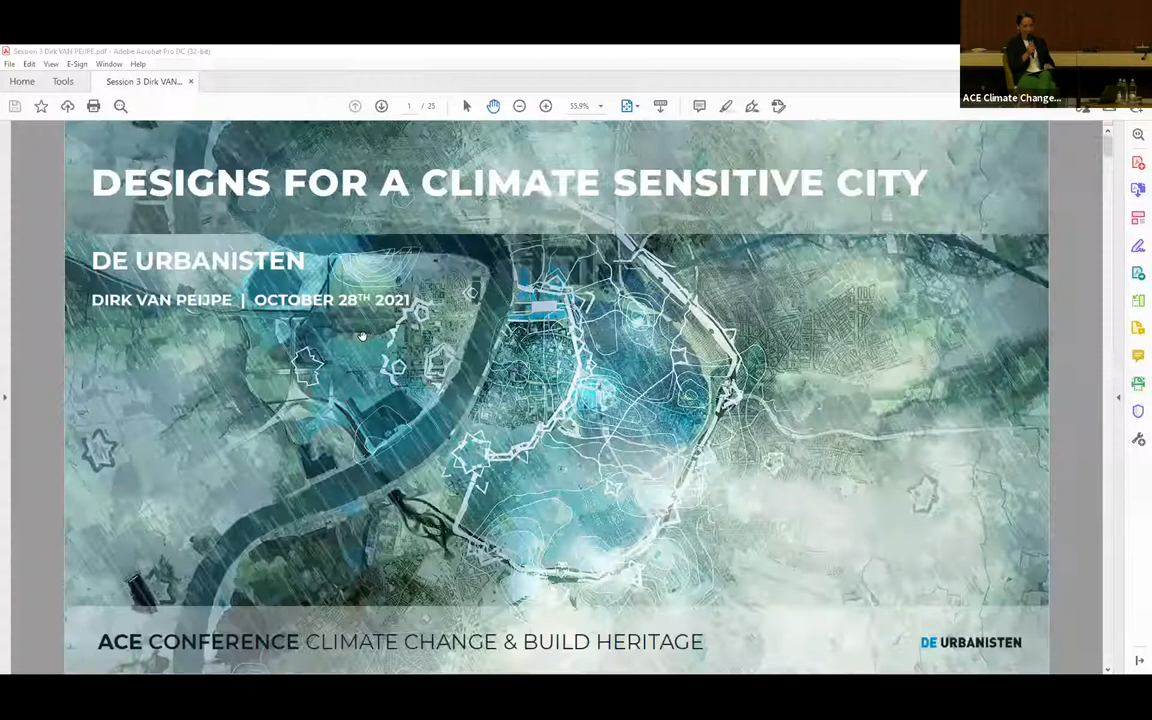 Session 3 Dirk VAN PEIJPE.pdf - Adobe Acrobat Pro DC (32-bit)
File Edit View E-Sign Window Help
Home Tools Session 3 Dirk VAN... ×
1 / 25 55.9%
ACE Climate Change...
DESIGNS FOR A CLIMATE SENSITIVE CITY
DE URBANISTEN
DIRK VAN PEIJPE | OCTOBER 28TH 2021
ACE CONFERENCE CLIMATE CHANGE & BUILD HERITAGE
DE URBANISTEN